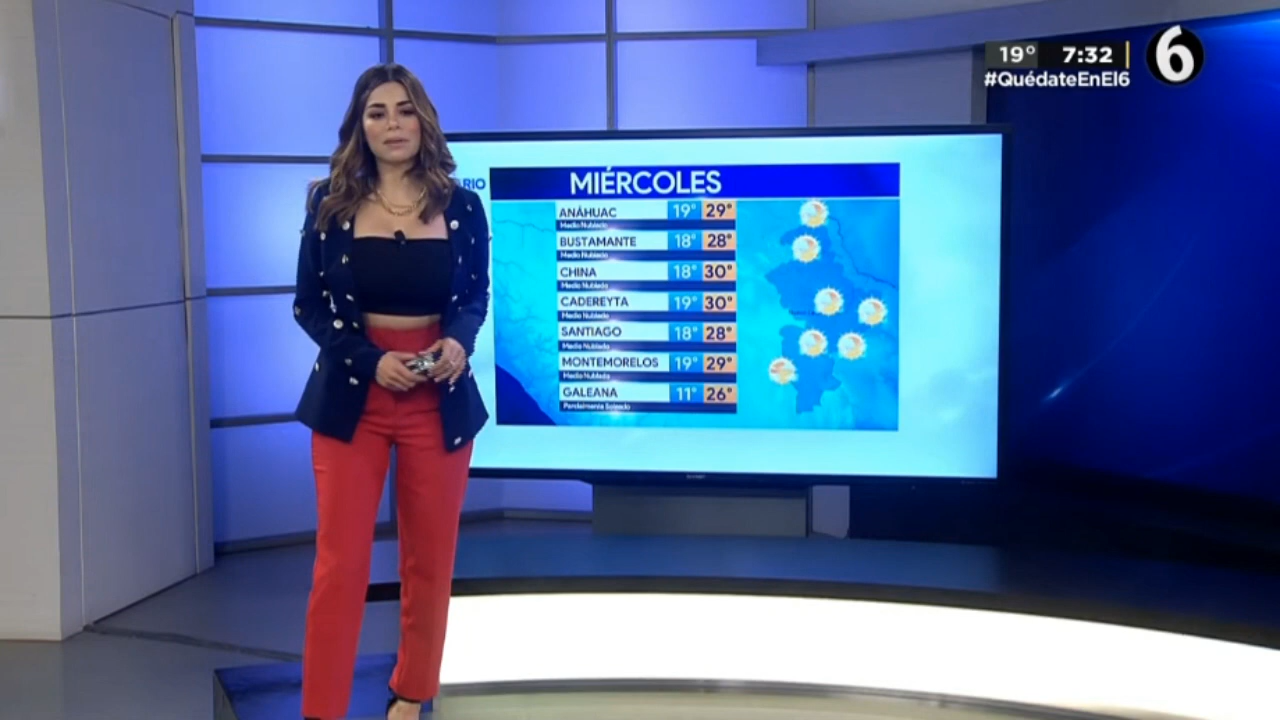 19° 7:32 6
#QuédateEnEl6
RIO
MIÉRCOLES
ANÁHUAC 19° 29°
Medio Nublado
BUSTAMANTE 18° 28°
Medio Nublado
CHINA 18° 30°
Medio Nublado
CADEREYTA 19° 30°
Medio Nublado
SANTIAGO 18° 28°
Medio Nublado
MONTEMORELOS 19° 29°
Medio Nublado
GALEANA 11° 26°
Parcialmente Soleado